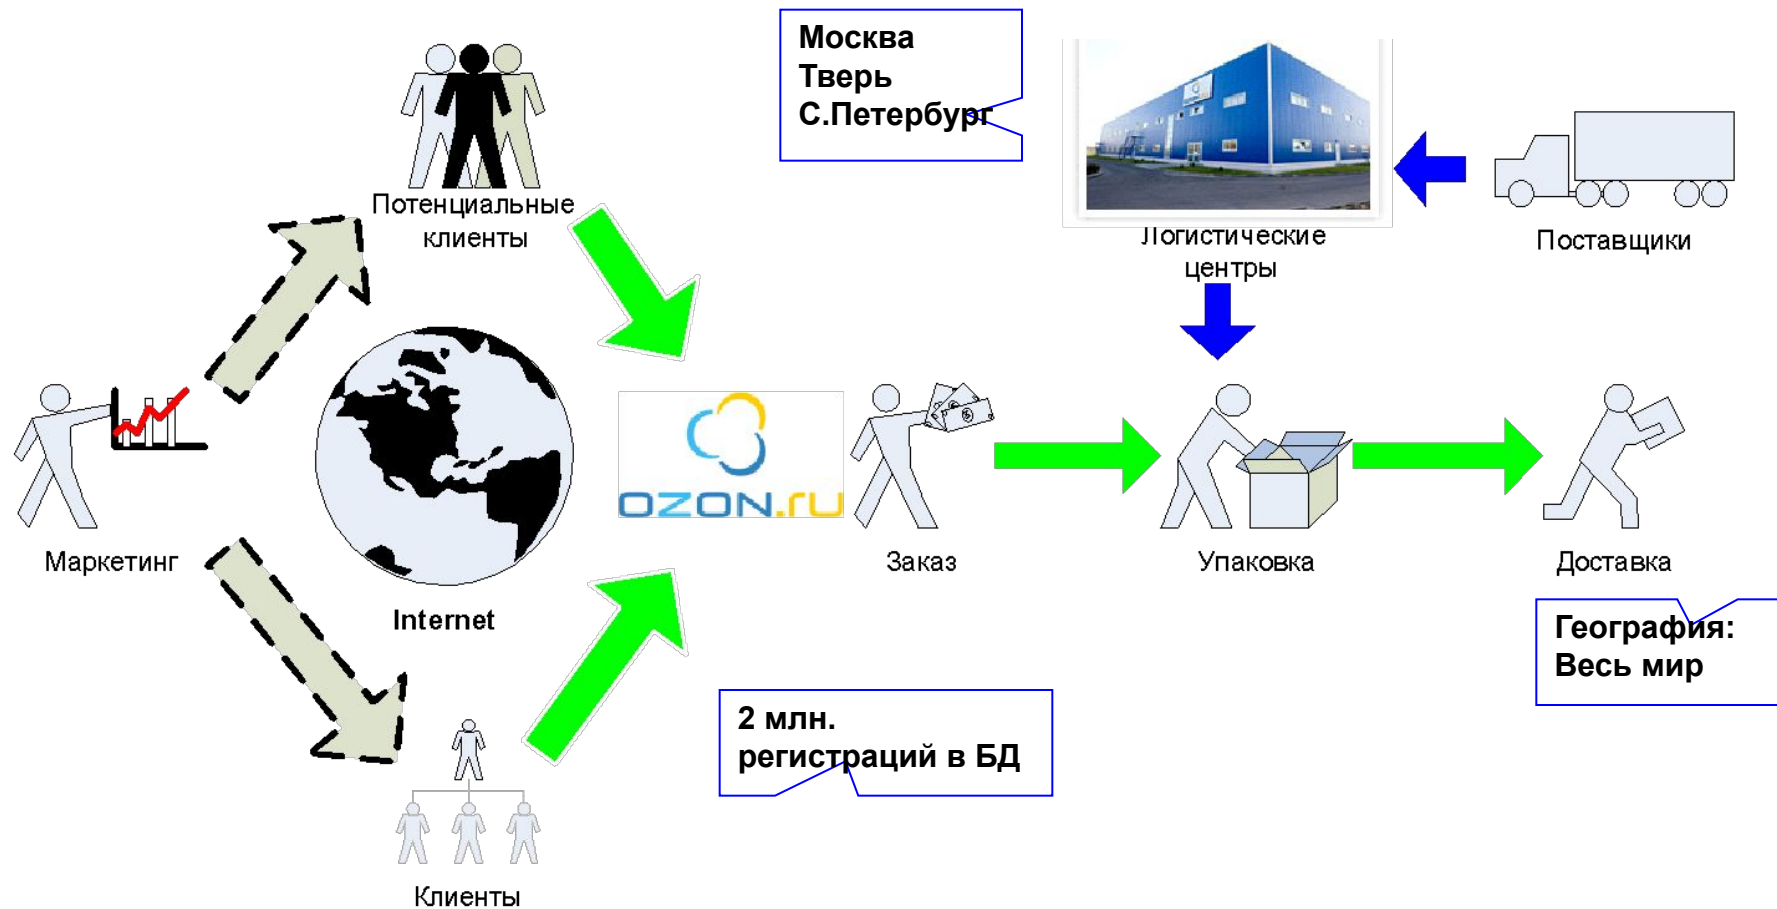 Москва
Тверь
С.Петербург
Потенциальные
клиенты
Логистические
центры
Поставщики
OZON.ru
Маркетинг
Internet
Заказ
Упаковка
Доставка
География:
Весь мир
2 млн.
регистраций в БД
Клиенты